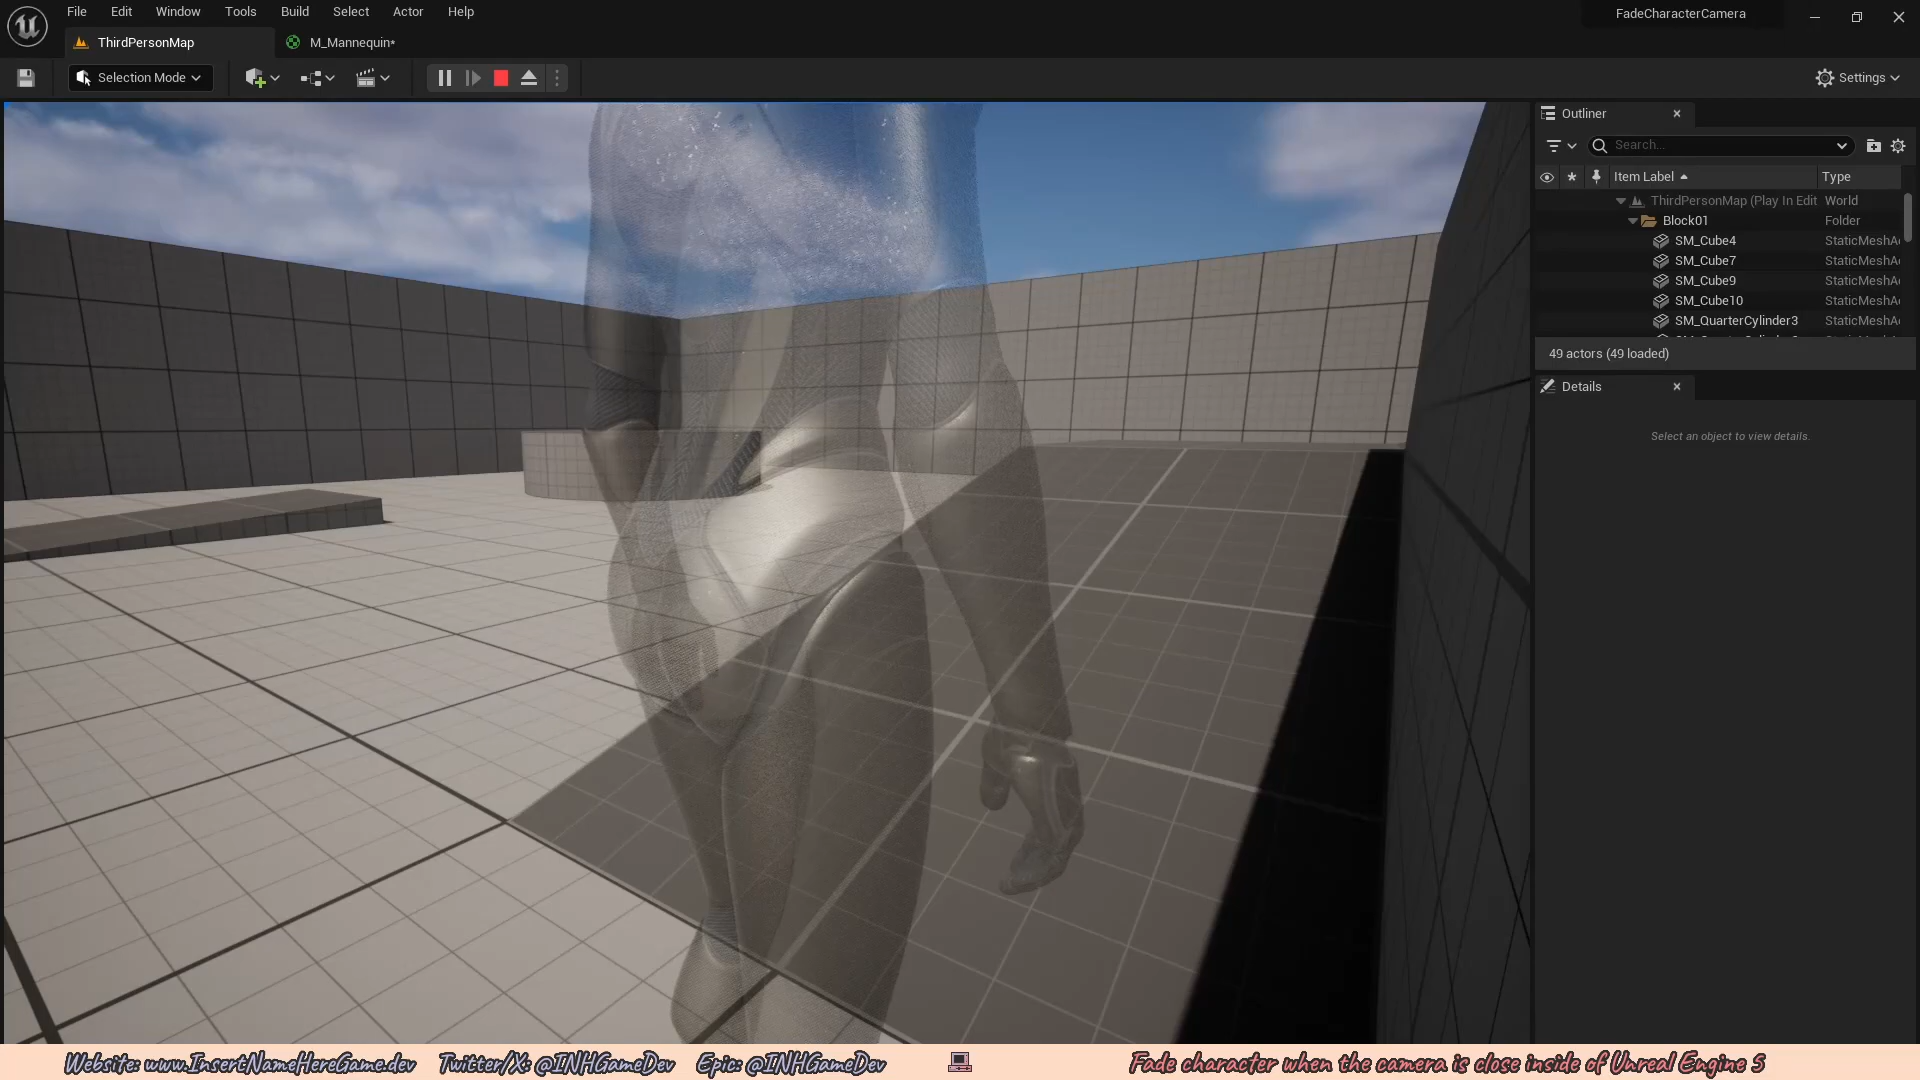 File Edit Window Tools Build Select Actor Help
FadeCharacterCamera
ThirdPersonMap
M_Mannequin*
Selection Mode
Settings
Outliner
Search...
Item Label Type
ThirdPersonMap (Play In Edit World
Block01 Folder
SM_Cube4 StaticMeshA
SM_Cube7 StaticMeshA
SM_Cube9 StaticMeshA
SM_Cube10 StaticMeshA
SM_QuarterCylinder3 StaticMeshA
49 actors (49 loaded)
Details
Select an object to view details.
Website: www.InsertNameHereGame.dev Twitter/X: @INHGameDev Epic: @INHGameDev
Fade character when the camera is close inside of Unreal Engine 5